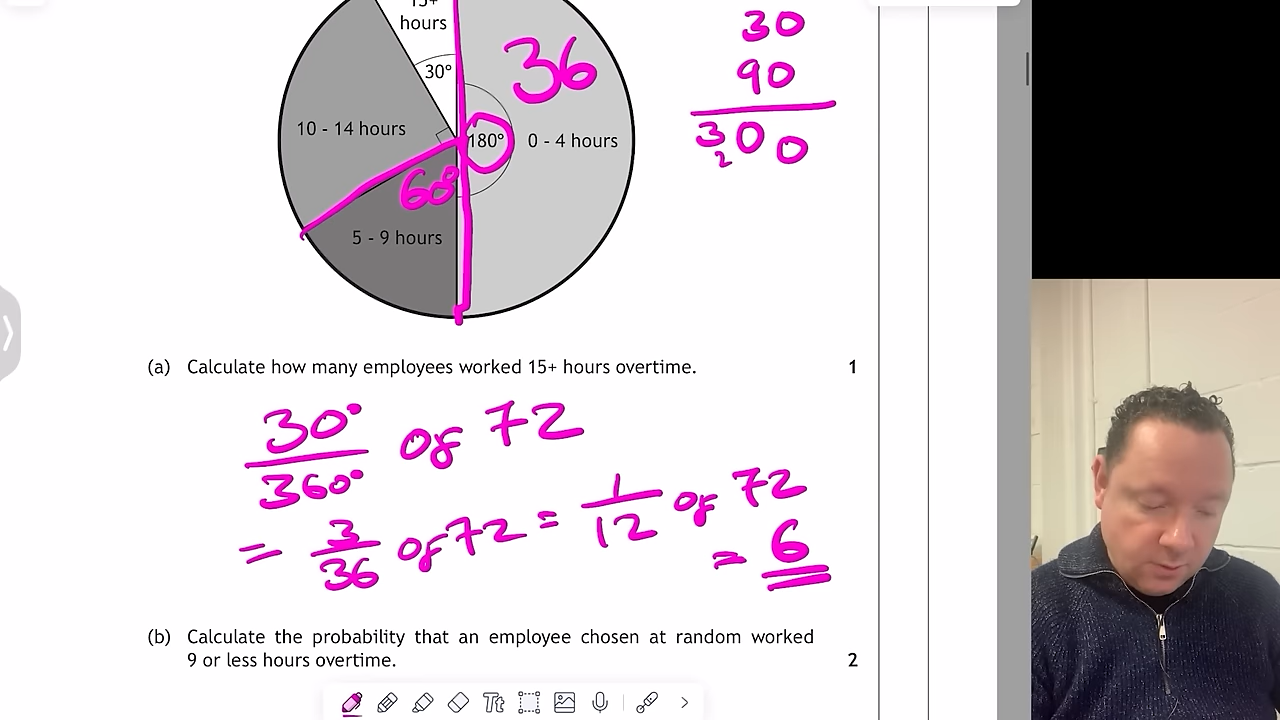 15+
hours
30°
36
30
90
300
2
10 - 14 hours
180°
0 - 4 hours
60°
5 - 9 hours
(a) Calculate how many employees worked 15+ hours overtime. 1
30°
360°
of 72
= 3/36 of 72 = 1/12 of 72
= 6
(b) Calculate the probability that an employee chosen at random worked
9 or less hours overtime. 2
Tt